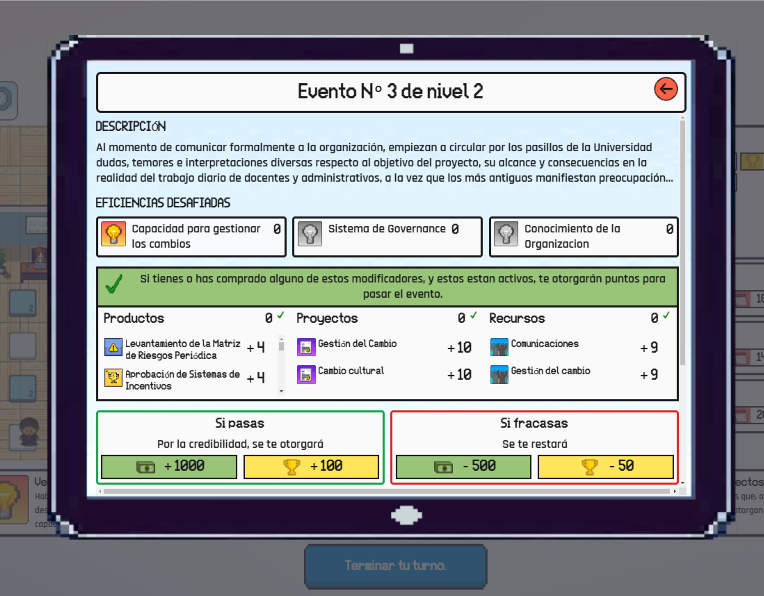 Evento Nº 3 de nivel 2
DESCRIPCIÓN
Al momento de comunicar formalmente a la organización, empiezan a circular por los pasillos de la Universidad
dudas, temores e interpretaciones diversas respecto al objetivo del proyecto, su alcance y consecuencias en la
realidad del trabajo diario de docentes y administrativos, a la vez que los más antiguos manifiestan preocupación...
EFICIENCIAS DESAFIADAS
Capacidad para gestionar 0
los cambios
Sistema de Governance 0
Conocimiento de la 0
Organizacion
Si tienes o has comprado alguno de estos modificadores, y estos estan activos, te otorgarán puntos para
pasar el evento.
Productos 0
Levantamiento de la Matriz
de Riesgos Periódica +4
Aprobación de Sistemas de
Incentivos +4
Proyectos 0
Gestión del Cambio +10
Cambio cultural +10
Recursos 0
Comunicaciones +9
Gestión del cambio +9
Si pasas
Por la credibilidad, se te otorgará
+1000 +100
Si fracasas
Se te restará
- 500 - 50
Terminar tu turno.